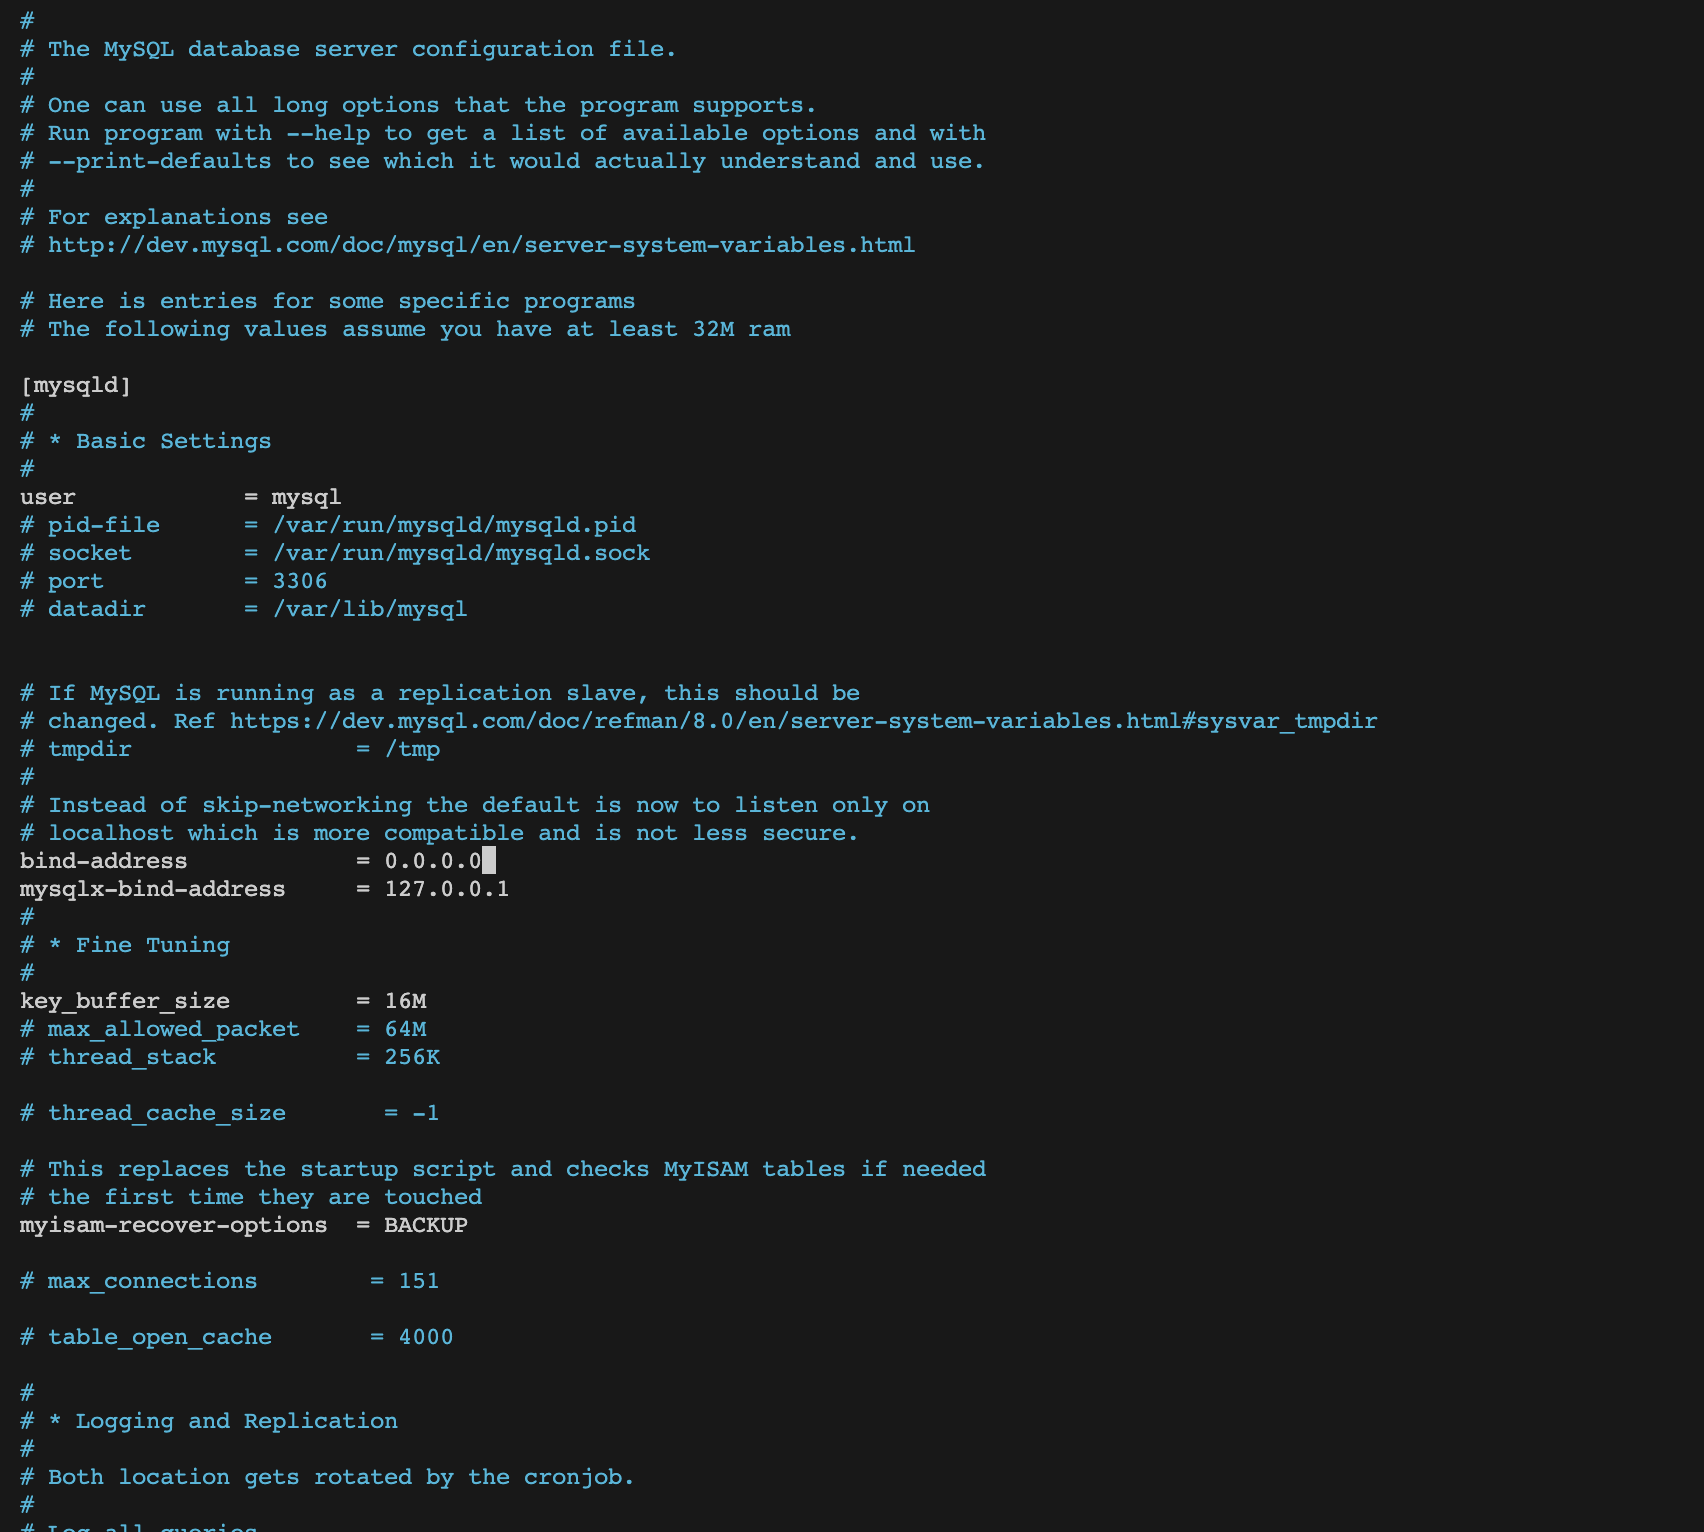 #
# The MySQL database server configuration file.
#
# One can use all long options that the program supports.
# Run program with --help to get a list of available options and with
# --print-defaults to see which it would actually understand and use.
#
# For explanations see
# http://dev.mysql.com/doc/mysql/en/server-system-variables.html

# Here is entries for some specific programs
# The following values assume you have at least 32M ram

[mysqld]
#
# * Basic Settings
#
user            = mysql
# pid-file      = /var/run/mysqld/mysqld.pid
# socket        = /var/run/mysqld/mysqld.sock
# port          = 3306
# datadir       = /var/lib/mysql


# If MySQL is running as a replication slave, this should be
# changed. Ref https://dev.mysql.com/doc/refman/8.0/en/server-system-variables.html#sysvar_tmpdir
# tmpdir                = /tmp
#
# Instead of skip-networking the default is now to listen only on
# localhost which is more compatible and is not less secure.
bind-address            = 0.0.0.0
mysqlx-bind-address     = 127.0.0.1
#
# * Fine Tuning
#
key_buffer_size         = 16M
# max_allowed_packet    = 64M
# thread_stack          = 256K

# thread_cache_size       = -1

# This replaces the startup script and checks MyISAM tables if needed
# the first time they are touched
myisam-recover-options  = BACKUP

# max_connections        = 151

# table_open_cache       = 4000

#
# * Logging and Replication
#
# Both location gets rotated by the cronjob.
#
# Log all queries